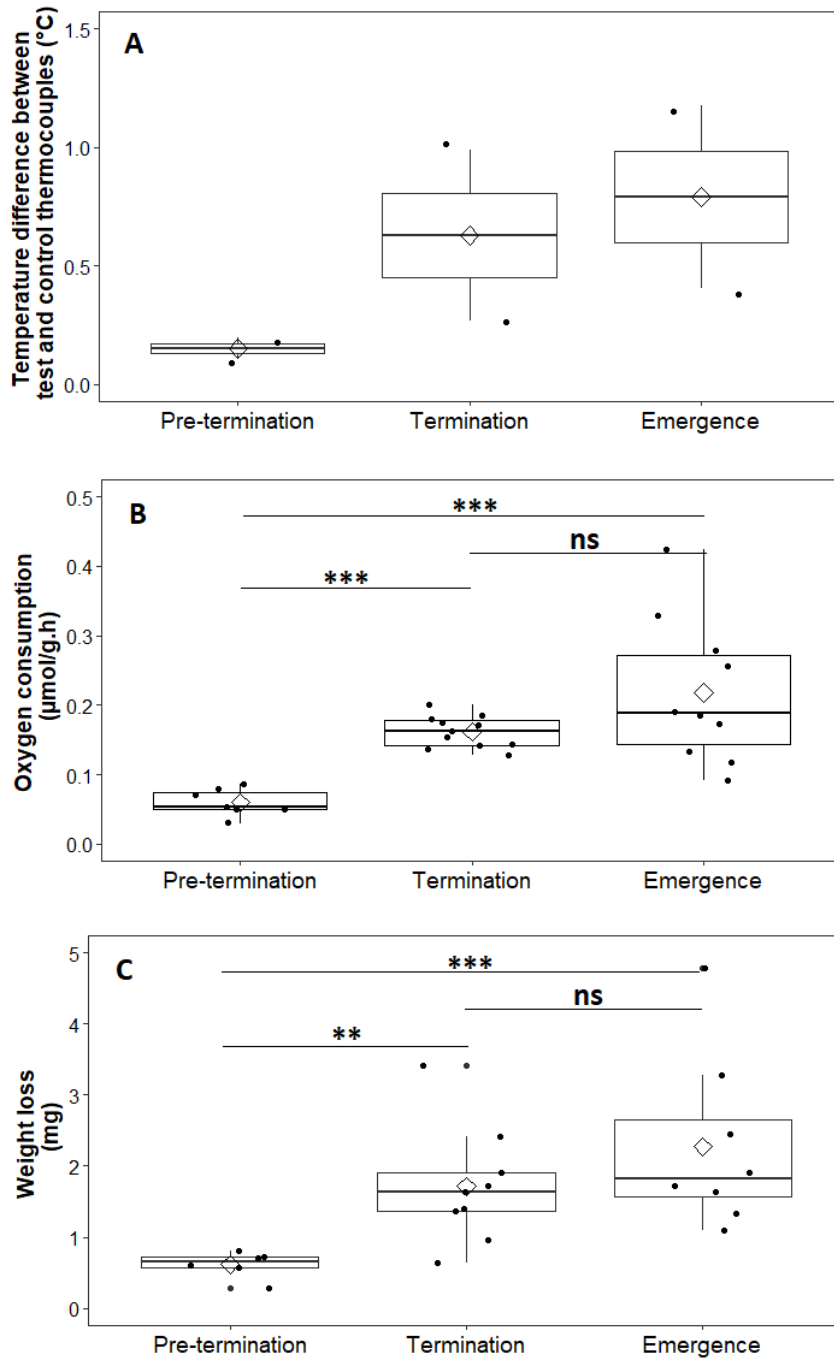 A
Temperature difference between
test and control thermocouples (°C)
1.5
1.0
0.5
0.0
Pre-termination Termination Emergence
B
Oxygen consumption
(µmol/g.h)
0.5
0.4
0.3
0.2
0.1
0.0
***
ns
***
Pre-termination Termination Emergence
C
Weight loss
(mg)
5
4
3
2
1
0
***
ns
**
Pre-termination Termination Emergence